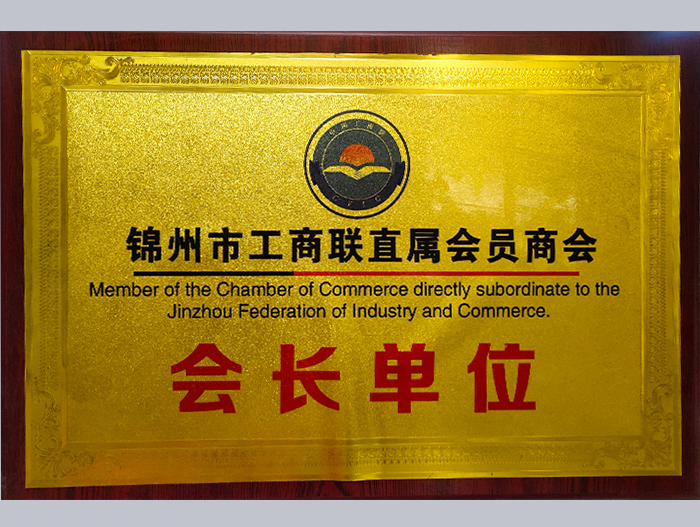 锦州市工商联直属会员商会
Member of the Chamber of Commerce directly subordinate to the
Jinzhou Federation of Industry and Commerce.
会长单位